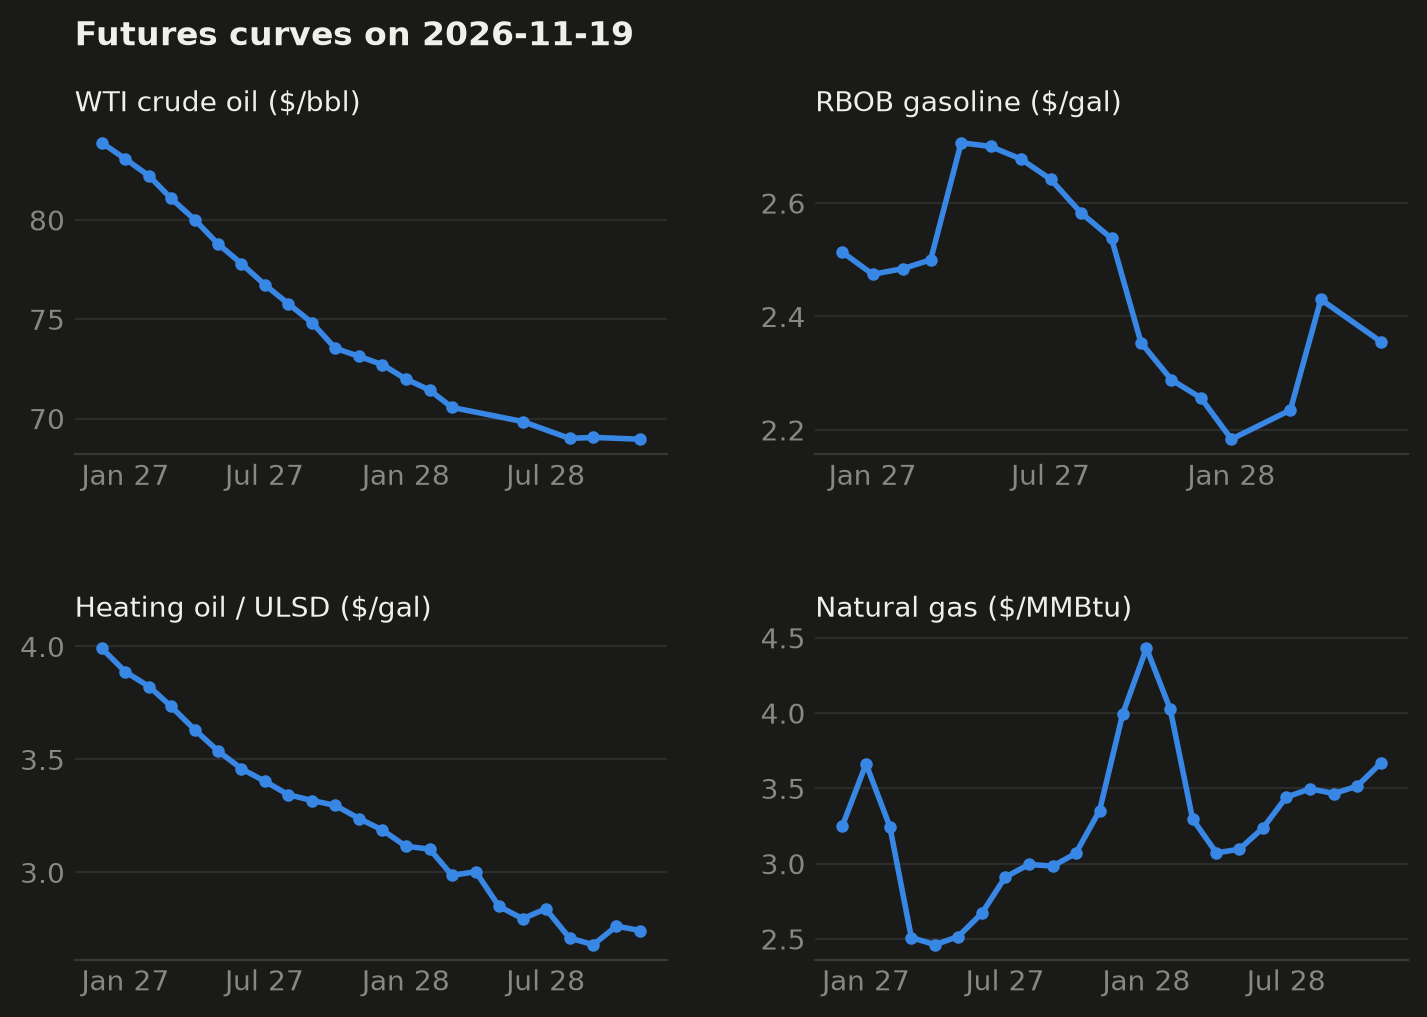 Futures curves on 2026-11-19
WTI crude oil ($/bbl)
80
75
70
Jan 27 Jul 27 Jan 28 Jul 28
RBOB gasoline ($/gal)
2.6
2.4
2.2
Jan 27 Jul 27 Jan 28
Heating oil / ULSD ($/gal)
4.0
3.5
3.0
Jan 27 Jul 27 Jan 28 Jul 28
Natural gas ($/MMBtu)
4.5
4.0
3.5
3.0
2.5
Jan 27 Jul 27 Jan 28 Jul 28